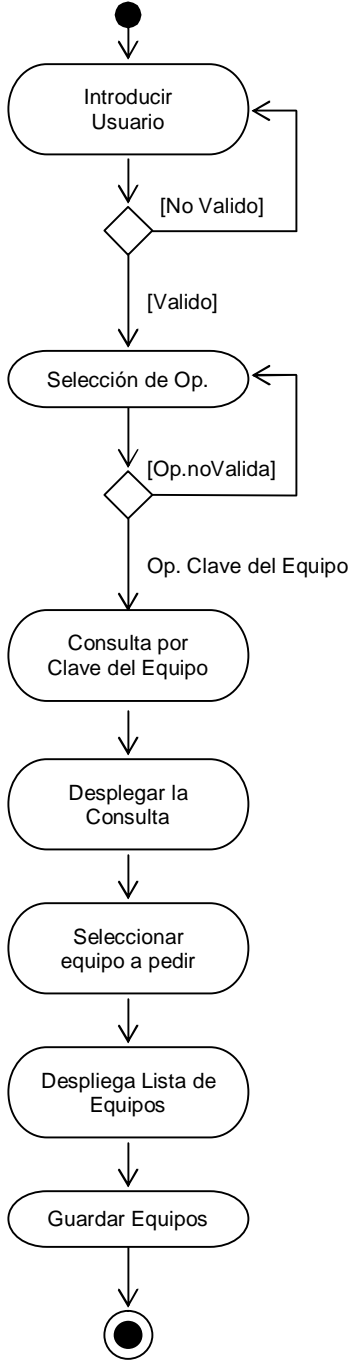 Introducir
Usuario
[No Valido]
[Valido]
Selección de Op.
[Op.noValida]
Op. Clave del Equipo
Consulta por
Clave del Equipo
Desplegar la
Consulta
Seleccionar
equipo a pedir
Despliega Lista de
Equipos
Guardar Equipos